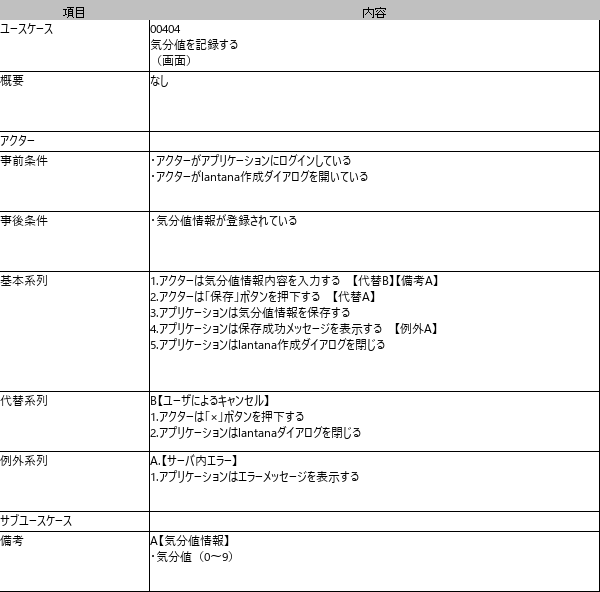 項目 内容
ユースケース 00404
気分値を記録する
（画面）
概要 なし
アクター
事前条件 ・アクターがアプリケーションにログインしている
・アクターがlantana作成ダイアログを開いている
事後条件 ・気分値情報が登録されている
基本系列 1.アクターは気分値情報内容を入力する　【代替B】【備考A】
2.アクターは「保存」ボタンを押下する　【代替A】
3.アプリケーションは気分値情報を保存する
4.アプリケーションは保存成功メッセージを表示する　【例外A】
5.アプリケーションはlantana作成ダイアログを閉じる
代替系列 B【ユーザによるキャンセル】
1.アクターは「×」ボタンを押下する
2.アプリケーションはlantanaダイアログを閉じる
例外系列 A.【サーバ内エラー】
1.アプリケーションはエラーメッセージを表示する
サブユースケース
備考 A【気分値情報】
・気分値（0～9）